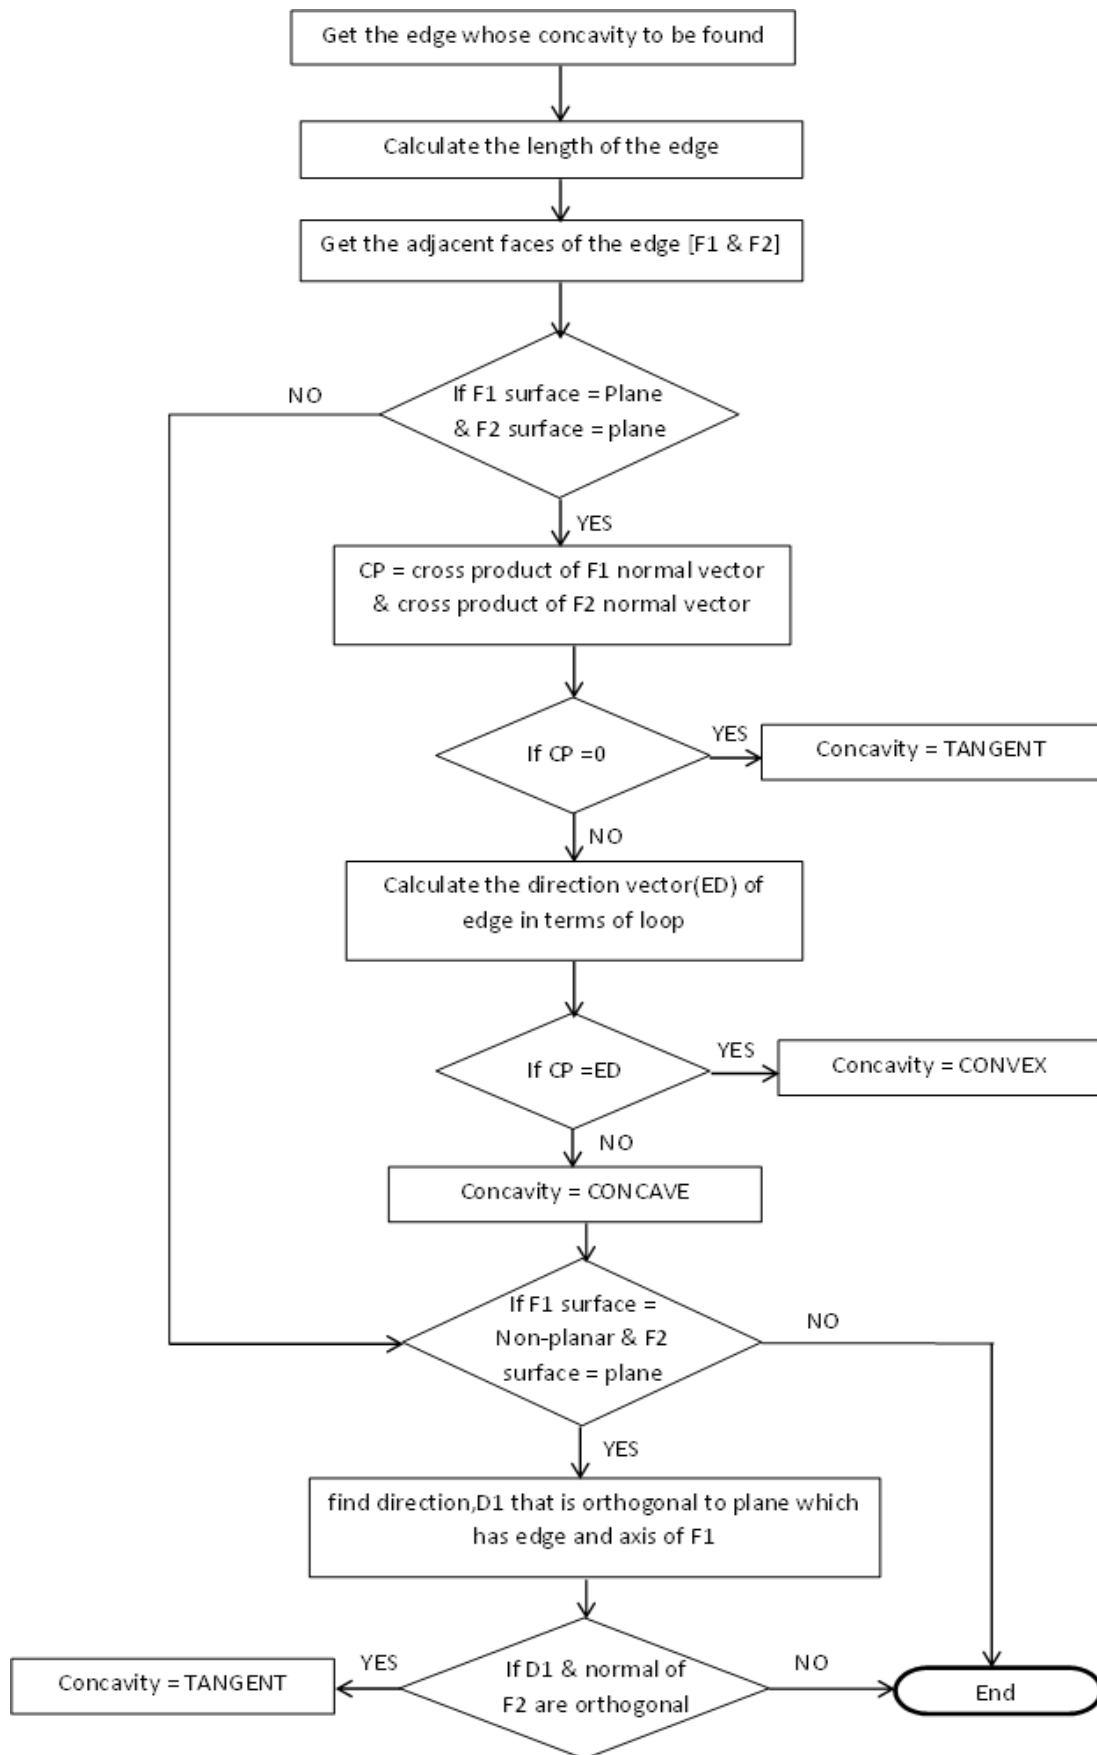 Get the edge whose concavity to be found
Calculate the length of the edge
Get the adjacent faces of the edge [F1 & F2]
NO
If F1 surface = Plane
& F2 surface = plane
YES
CP = cross product of F1 normal vector
& cross product of F2 normal vector
If CP =0
YES
Concavity = TANGENT
NO
Calculate the direction vector(ED) of
edge in terms of loop
If CP =ED
YES
Concavity = CONVEX
NO
Concavity = CONCAVE
If F1 surface =
Non-planar & F2
surface = plane
NO
YES
find direction,D1 that is orthogonal to plane which
has edge and axis of F1
Concavity = TANGENT
YES
If D1 & normal of
F2 are orthogonal
NO
End